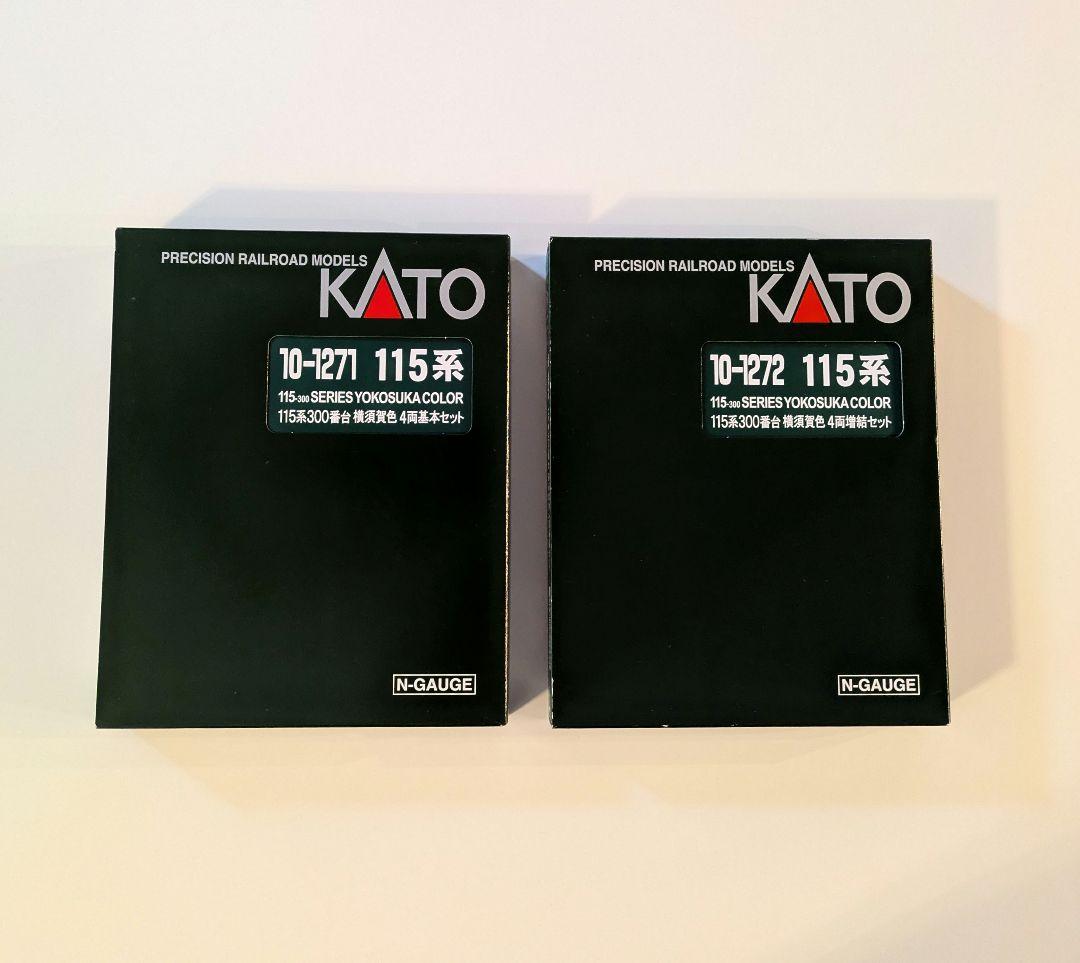 PRECISION RAILROAD MODELS
KATO
10-1271 115系
115-300 SERIES YOKOSUKA COLOR
115系300番台 横須賀色 4両基本セット
N-GAUGE
PRECISION RAILROAD MODELS
KATO
10-1272 115系
115-300 SERIES YOKOSUKA COLOR
115系300番台 横須賀色 4両増結セット
N-GAUGE